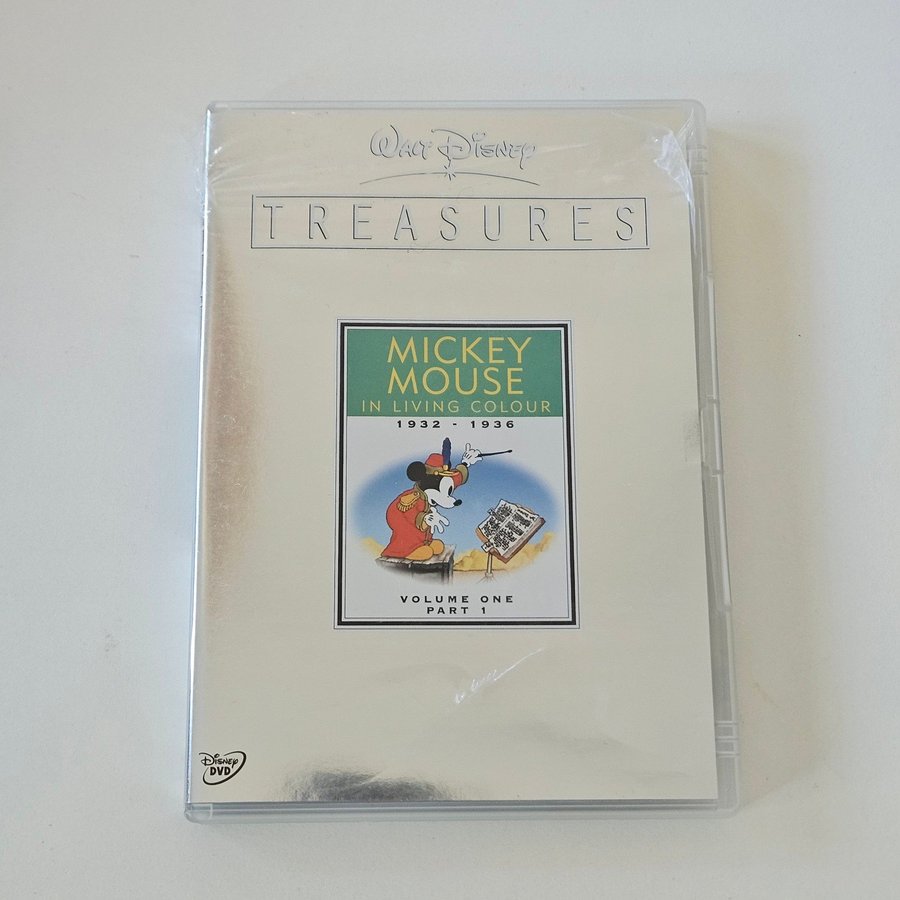 Walt Disney
TREASURES
MICKEY
MOUSE
IN LIVING COLOUR
1932 - 1936
VOLUME ONE
PART 1
Disney
DVD